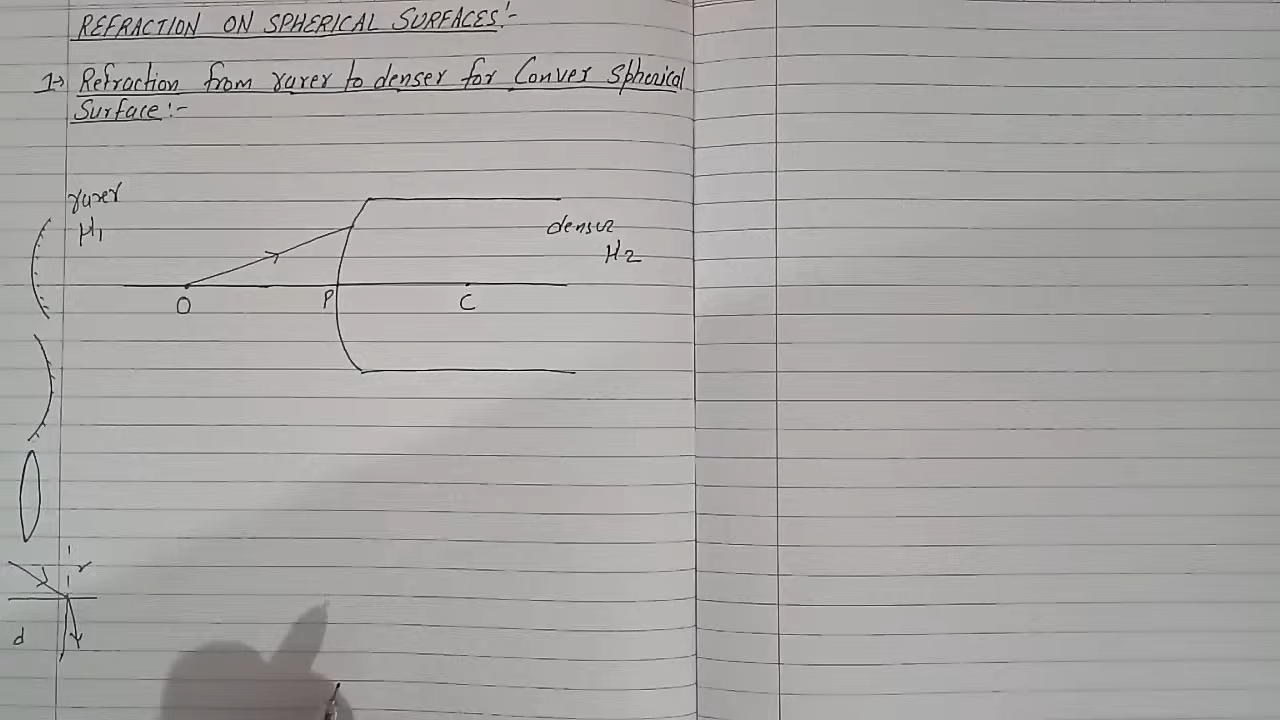 REFRACTION ON SPHERICAL SURFACES:-
1→ Refraction from rarer to denser for Convex Spherical
Surface:-
rarer
μ1
denser
μ2
O
P
C
r
d